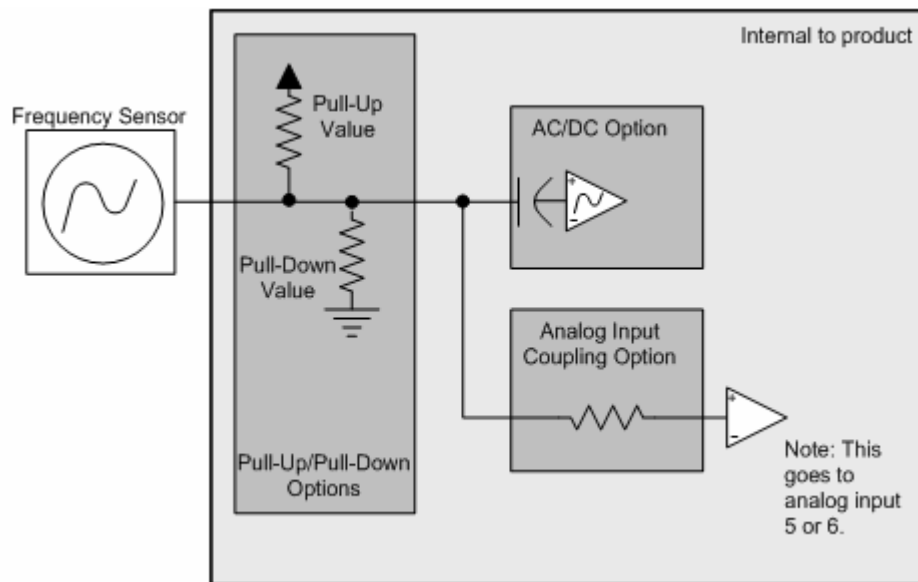 Internal to product
Frequency Sensor
Pull-Up
Value
Pull-Down
Value
Pull-Up/Pull-Down
Options
AC/DC Option
+
-
Analog Input
Coupling Option
+
-
Note: This
goes to
analog input
5 or 6.